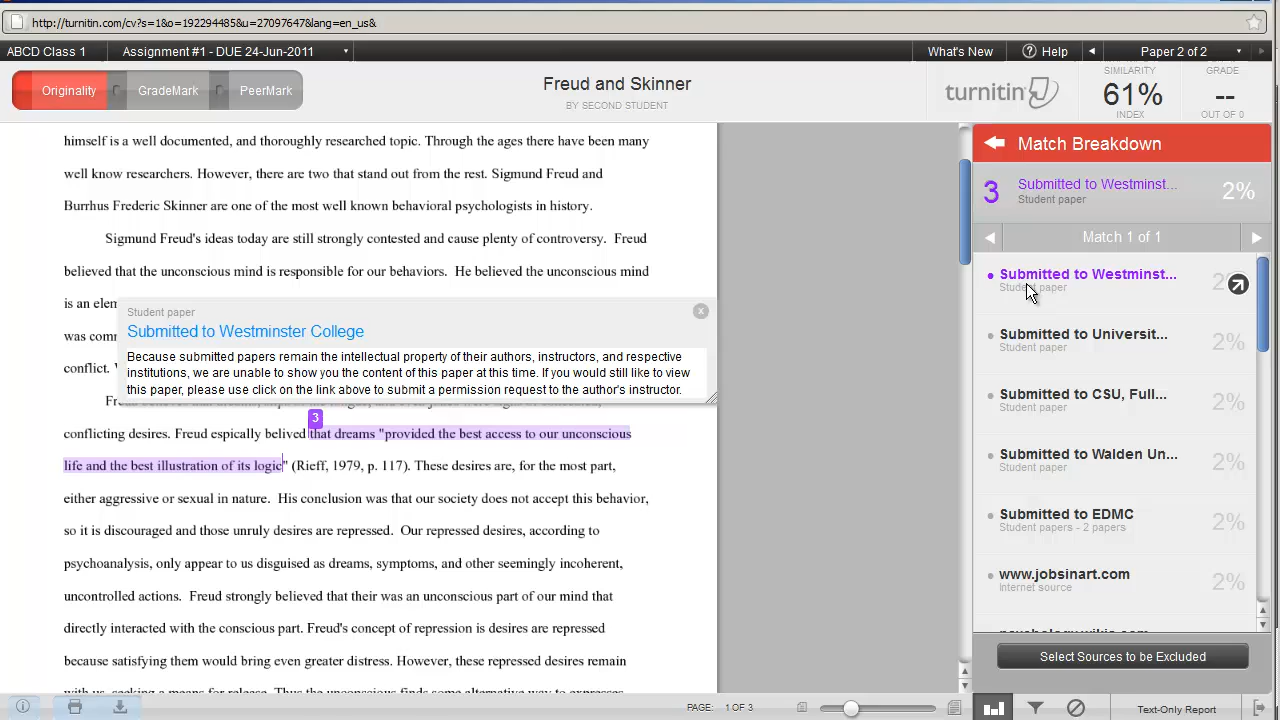 http://turnitin.com/cv?s=1&o=192294485&u=27097647&lang=en_us&
ABCD Class 1
Assignment #1 - DUE 24-Jun-2011
What's New
Help
Paper 2 of 2
Originality
GradeMark
PeerMark
Freud and Skinner
BY SECOND STUDENT
turnitin
SIMILARITY
61%
INDEX
GRADE
--
OUT OF 0
himself is a well documented, and thoroughly researched topic. Through the ages there have been many
well know researchers. However, there are two that stand out from the rest. Sigmund Freud and
Burrhus Frederic Skinner are one of the most well known behavioral psychologists in history.
Sigmund Freud's ideas today are still strongly contested and cause plenty of controversy. Freud
believed that the unconscious mind is responsible for our behaviors. He believed the unconscious mind
is an elem
was comm
conflict. W
Student paper
Submitted to Westminster College
Because submitted papers remain the intellectual property of their authors, instructors, and respective
institutions, we are unable to show you the content of this paper at this time. If you would still like to view
this paper, please use click on the link above to submit a permission request to the author's instructor.
3
conflicting desires. Freud espically belived that dreams "provided the best access to our unconscious
life and the best illustration of its logic" (Rieff, 1979, p. 117). These desires are, for the most part,
either aggressive or sexual in nature. His conclusion was that our society does not accept this behavior,
so it is discouraged and those unruly desires are repressed. Our repressed desires, according to
psychoanalysis, only appear to us disguised as dreams, symptoms, and other seemingly incoherent,
uncontrolled actions. Freud strongly believed that their was an unconscious part of our mind that
directly interacted with the conscious part. Freud's concept of repression is desires are repressed
because satisfying them would bring even greater distress. However, these repressed desires remain
with us, seeking a means for release. Thus the unconscious finds some alternative way to expresses
Match Breakdown
3
Submitted to Westminst...
Student paper
2%
Match 1 of 1
Submitted to Westminst...
Student paper
Submitted to Universit...
Student paper
2%
Submitted to CSU, Full...
Student paper
2%
Submitted to Walden Un...
Student paper
2%
Submitted to EDMC
Student papers - 2 papers
2%
www.jobsinart.com
Internet source
2%
Select Sources to be Excluded
PAGE: 1 OF 3
Text-Only Report